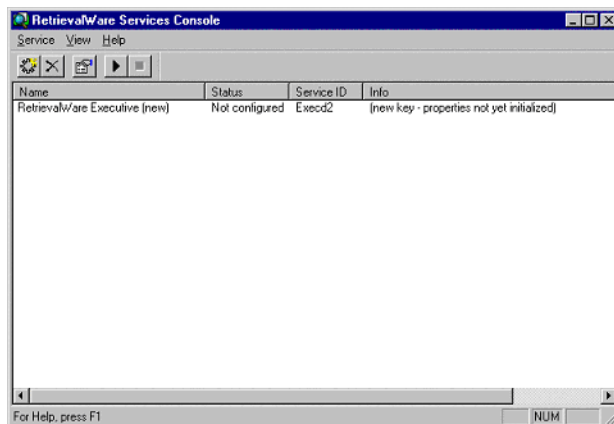 RetrievalWare Services Console
Service View Help
Name Status Service ID Info
RetrievalWare Executive (new) Not configured Execd2 (new key - properties not yet initialized)
For Help, press F1 NUM